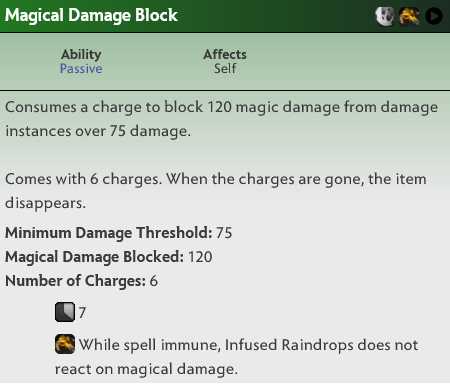 Magical Damage Block
Ability
Passive
Affects
Self
Consumes a charge to block 120 magic damage from damage
instances over 75 damage.
Comes with 6 charges. When the charges are gone, the item
disappears.
Minimum Damage Threshold: 75
Magical Damage Blocked: 120
Number of Charges: 6
7
While spell immune, Infused Raindrops does not
react on magical damage.